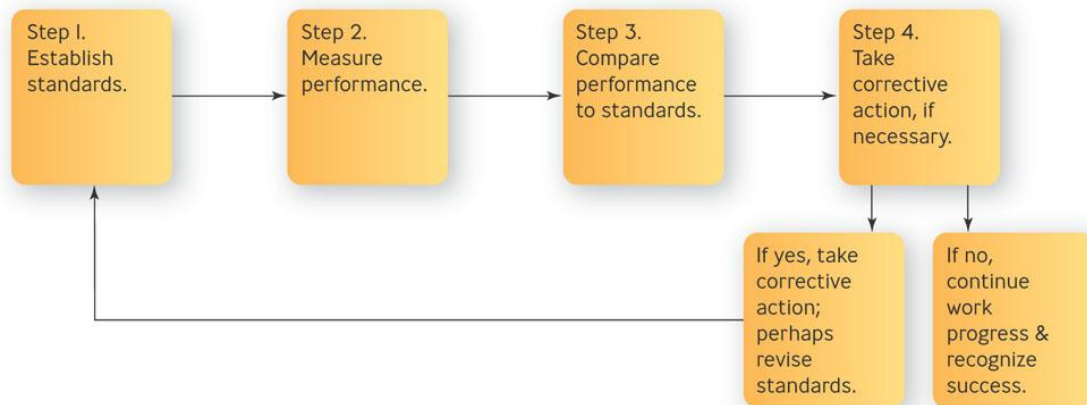 Step 1.
Establish
standards.
Step 2.
Measure
performance.
Step 3.
Compare
performance
to standards.
Step 4.
Take
corrective
action, if
necessary.
If yes, take
corrective
action;
perhaps
revise
standards.
If no,
continue
work
progress &
recognize
success.